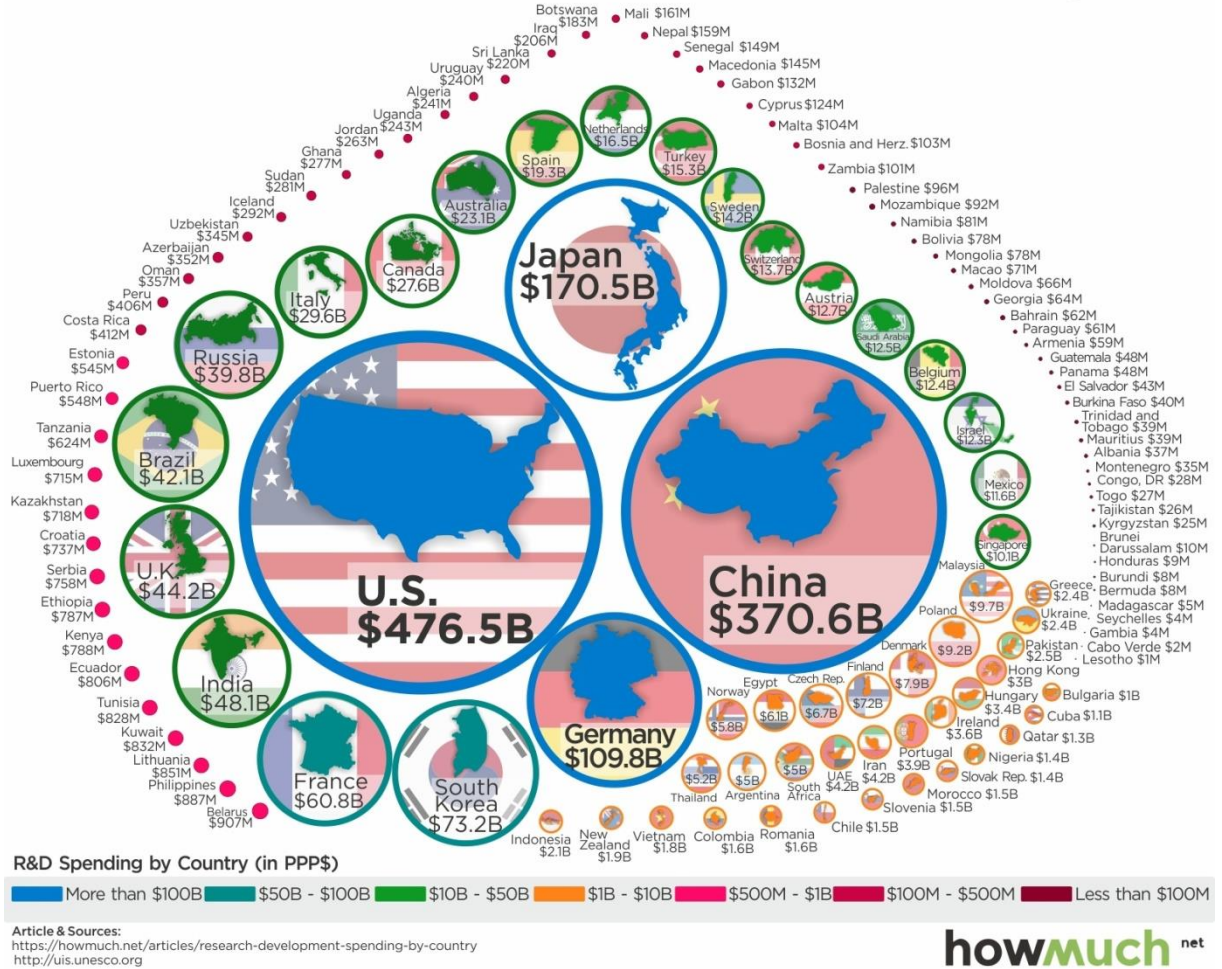 U.S.
$476.5B
China
$370.6B
Japan
$170.5B
Germany
$109.8B
South
Korea
$73.2B
France
$60.8B
India
$48.1B
U.K.
$44.2B
Brazil
$42.1B
Russia
$39.8B
Italy
$29.6B
Canada
$27.6B
Australia
$23.1B
Spain
$19.3B
Netherlands
$16.5B
Turkey
$15.3B
Sweden
$14.2B
Switzerland
$13.7B
Austria
$12.7B
Saudi Arabia
$12.5B
Belgium
$12.4B
Israel
$12.3B
Mexico
$11.6B
Singapore
$10.1B
Malaysia
$9.7B
Poland
$9.2B
Denmark
$7.9B
Finland
$7.2B
Czech Rep.
$6.7B
Egypt
$6.1B
Norway
$5.8B
$5.2B
Thailand
$5B
Argentina
$5B
South
Africa
UAE
$4.2B
Iran
$4.2B
Portugal
$3.9B
Ireland
$3.6B
Hungary
$3.4B
Hong Kong
$3B
Pakistan
$2.5B
Ukraine
$2.4B
Greece
$2.4B
Indonesia
$2.1B
New
Zealand
$1.9B
Vietnam
$1.8B
Colombia
$1.6B
Romania
$1.6B
Chile $1.5B
Slovenia $1.5B
Morocco $1.5B
Slovak Rep. $1.4B
Nigeria $1.4B
Qatar $1.3B
Cuba $1.1B
Bulgaria $1B
Belarus
$907M
Philippines
$887M
Lithuania
$851M
Kuwait
$832M
Tunisia
$828M
Ecuador
$806M
Kenya
$788M
Ethiopia
$787M
Serbia
$758M
Croatia
$737M
Kazakhstan
$718M
Luxembourg
$715M
Tanzania
$624M
Puerto Rico
$548M
Estonia
$545M
Costa Rica
$412M
Peru
$406M
Oman
$357M
Azerbaijan
$352M
Uzbekistan
$345M
Iceland
$292M
Sudan
$281M
Ghana
$277M
Jordan
$263M
Uganda
$243M
Algeria
$241M
Uruguay
$240M
Sri Lanka
$220M
Iraq
$206M
Botswana
$183M
Mali $161M
Nepal $159M
Senegal $149M
Macedonia $145M
Gabon $132M
Cyprus $124M
Malta $104M
Bosnia and Herz. $103M
Zambia $101M
Palestine $96M
Mozambique $92M
Namibia $81M
Bolivia $78M
Mongolia $78M
Macao $71M
Moldova $66M
Georgia $64M
Bahrain $62M
Paraguay $61M
Armenia $59M
Guatemala $48M
Panama $48M
El Salvador $43M
Burkina Faso $40M
Trinidad and
Tobago $39M
Mauritius $39M
Albania $37M
Montenegro $35M
Congo, DR $28M
Togo $27M
Tajikistan $26M
Kyrgyzstan $25M
Brunei
Darussalam $10M
Honduras $9M
Burundi $8M
Bermuda $8M
Madagascar $5M
Seychelles $4M
Gambia $4M
Cabo Verde $2M
Lesotho $1M
R&D Spending by Country (in PPP$)
More than $100B
$50B - $100B
$10B - $50B
$1B - $10B
$500M - $1B
$100M - $500M
Less than $100M
Article & Sources:
https://howmuch.net/articles/research-development-spending-by-country
http://uis.unesco.org
howmuch net